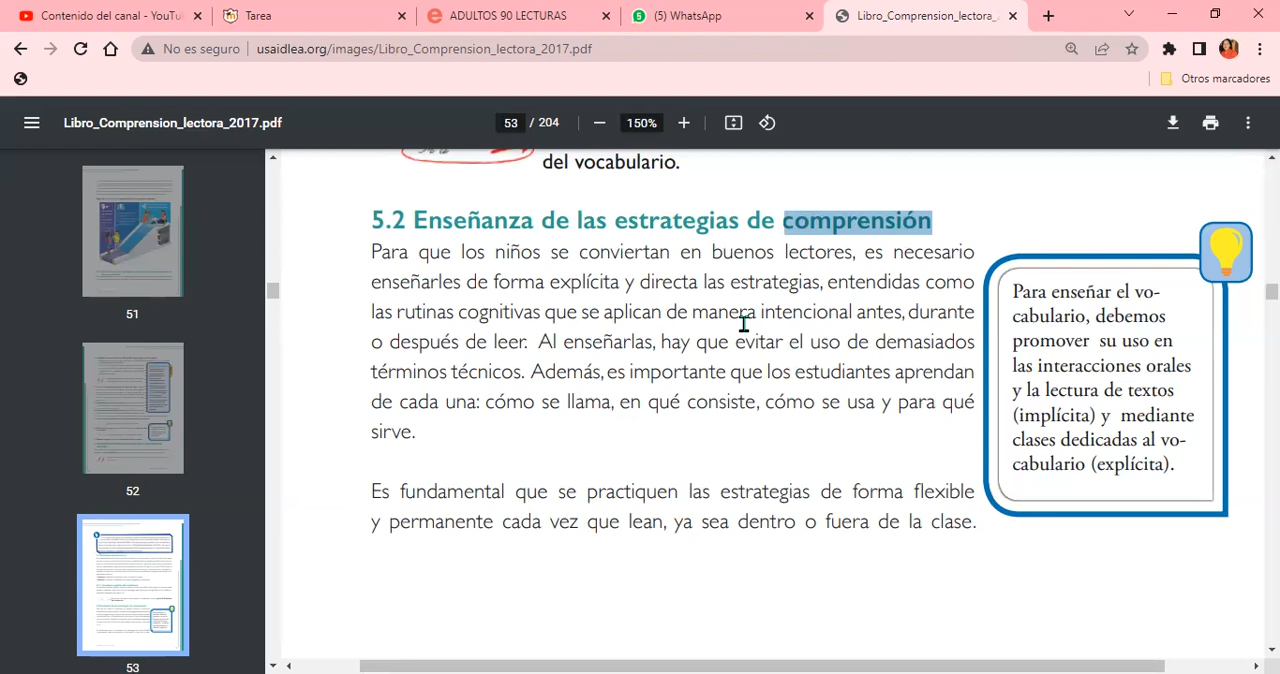 Contenido del canal - YouTu
Tarea
ADULTOS 90 LECTURAS
(5) WhatsApp
Libro_Comprension_lectora_
No es seguro
usaidlea.org/images/Libro_Comprension_lectora_2017.pdf
Otros marcadores
Libro_Comprension_lectora_2017.pdf
53 / 204
150%
51
52
53
del vocabulario.
5.2 Enseñanza de las estrategias de comprensión
Para que los niños se conviertan en buenos lectores, es necesario
enseñarles de forma explícita y directa las estrategias, entendidas como
las rutinas cognitivas que se aplican de manera intencional antes, durante
o después de leer. Al enseñarlas, hay que evitar el uso de demasiados
términos técnicos. Además, es importante que los estudiantes aprendan
de cada una: cómo se llama, en qué consiste, cómo se usa y para qué
sirve.
Es fundamental que se practiquen las estrategias de forma flexible
y permanente cada vez que lean, ya sea dentro o fuera de la clase.
Para enseñar el vo-
cabulario, debemos
promover su uso en
las interacciones orales
y la lectura de textos
(implícita) y mediante
clases dedicadas al vo-
cabulario (explícita).